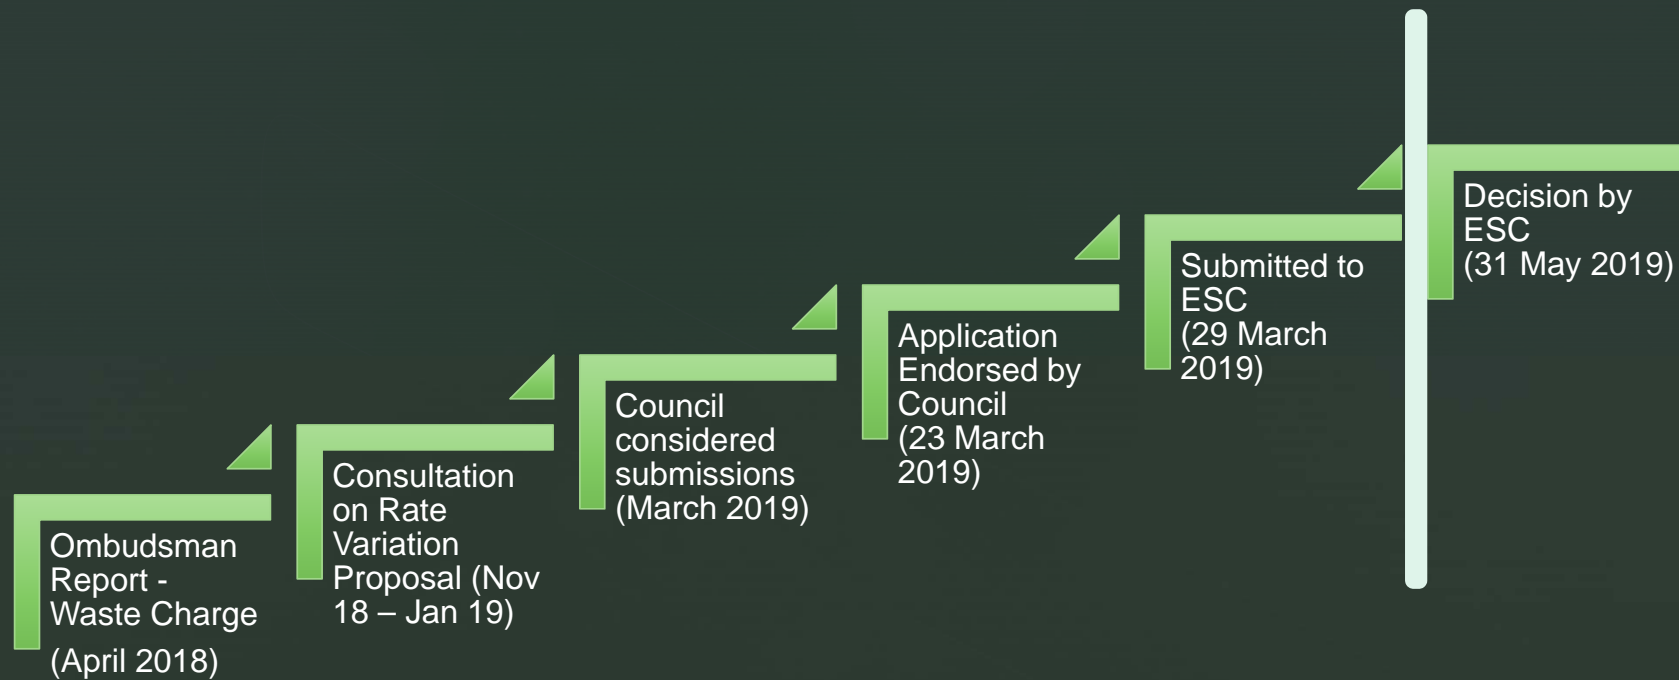 Ombudsman
Report -
Waste Charge
(April 2018)
Consultation
on Rate
Variation
Proposal (Nov
18 – Jan 19)
Council
considered
submissions
(March 2019)
Application
Endorsed by
Council
(23 March
2019)
Submitted to
ESC
(29 March
2019)
Decision by
ESC
(31 May 2019)